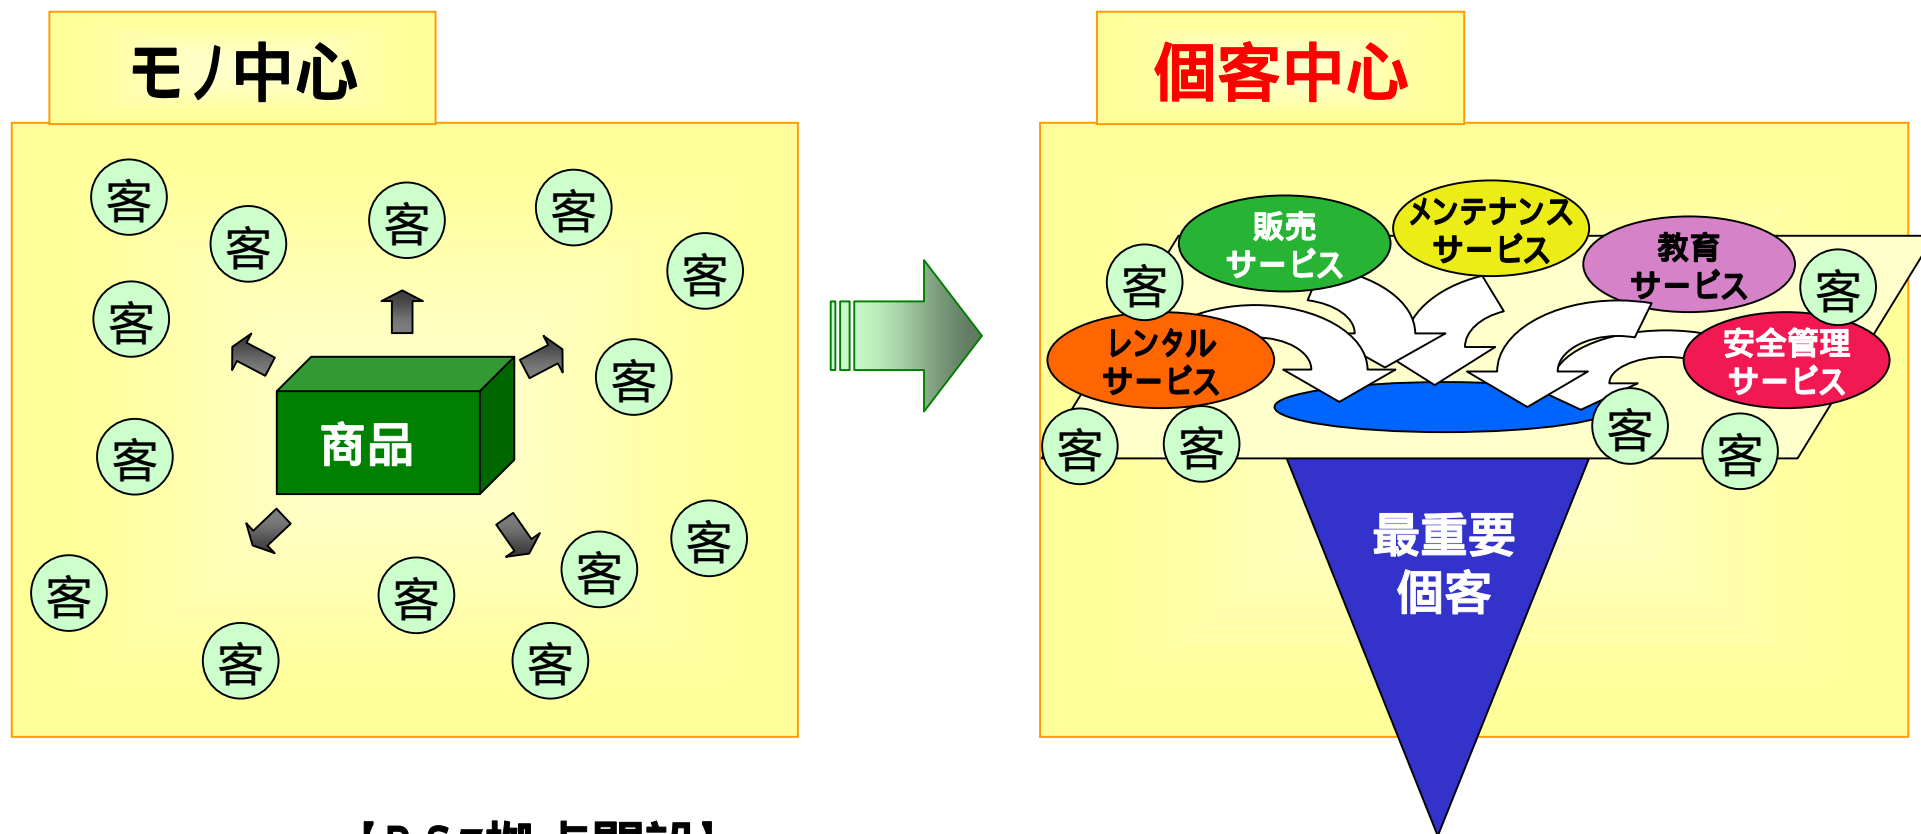 モノ中心
個客中心
客
客
客
客
客
客
客
客
客
客
客
客
客
客
商品
販売
サービス
メンテナンス
サービス
教育
サービス
レンタル
サービス
安全管理
サービス
客
客
客
客
客
客
最重要
個客